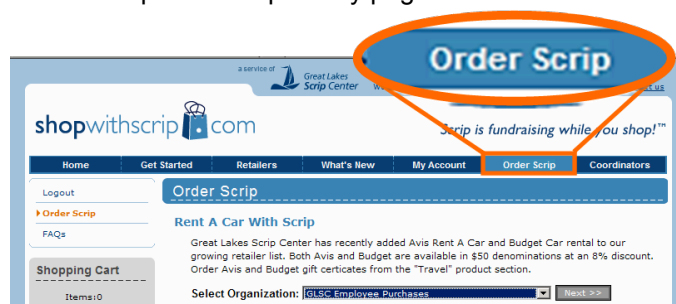 a service of Great Lakes
Scrip Center
Order Scrip
shopwithscrip.com
Scrip is fundraising while you shop!™
Home Get Started Retailers What's New My Account Order Scrip Coordinators
Logout
Order Scrip
FAQs
Shopping Cart
Items:0
Order Scrip
Rent A Car With Scrip
Great Lakes Scrip Center has recently added Avis Rent A Car and Budget Car rental to our
growing retailer list. Both Avis and Budget are available in $50 denominations at an 8% discount.
Order Avis and Budget gift certicates from the "Travel" product section.
Select Organization: GLSC Employee Purchases Next >>